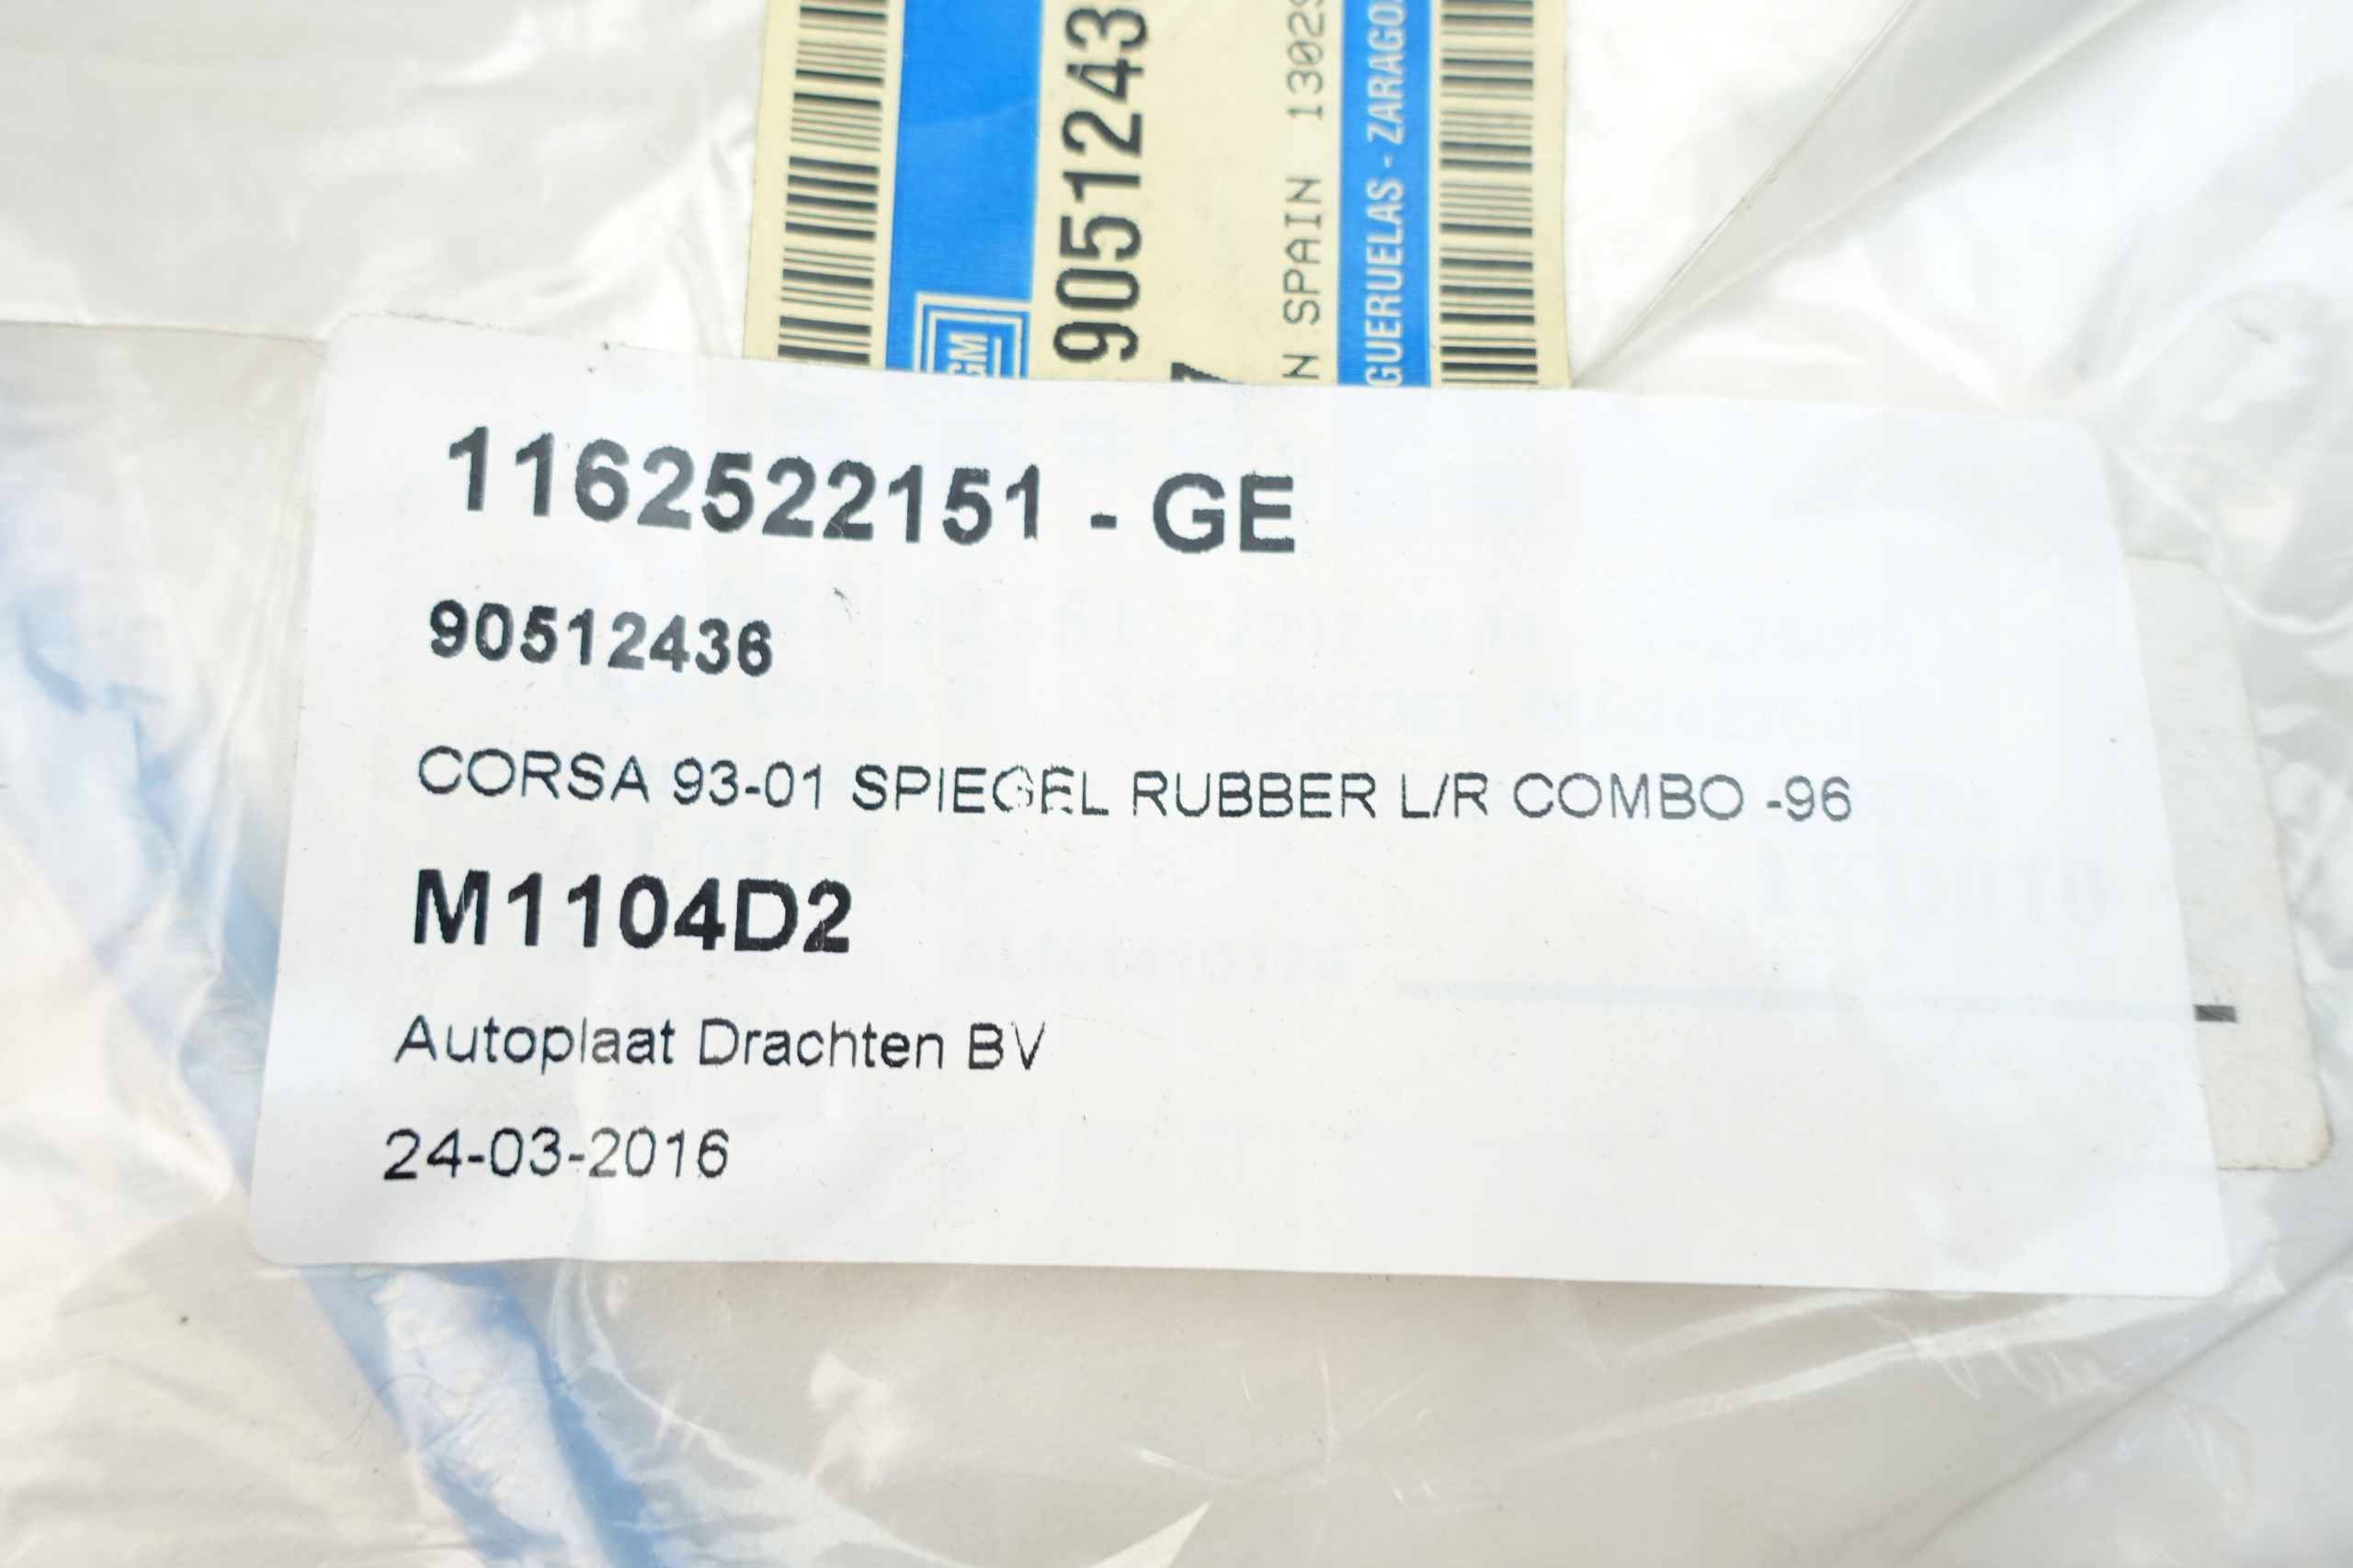 GM
9051243
N SPAIN 1302
GUERUELAS - ZARAGO
1162522151 - GE
90512436
CORSA 93-01 SPIEGEL RUBBER L/R COMBO -96
M1104D2
Autoplaat Drachten BV
24-03-2016